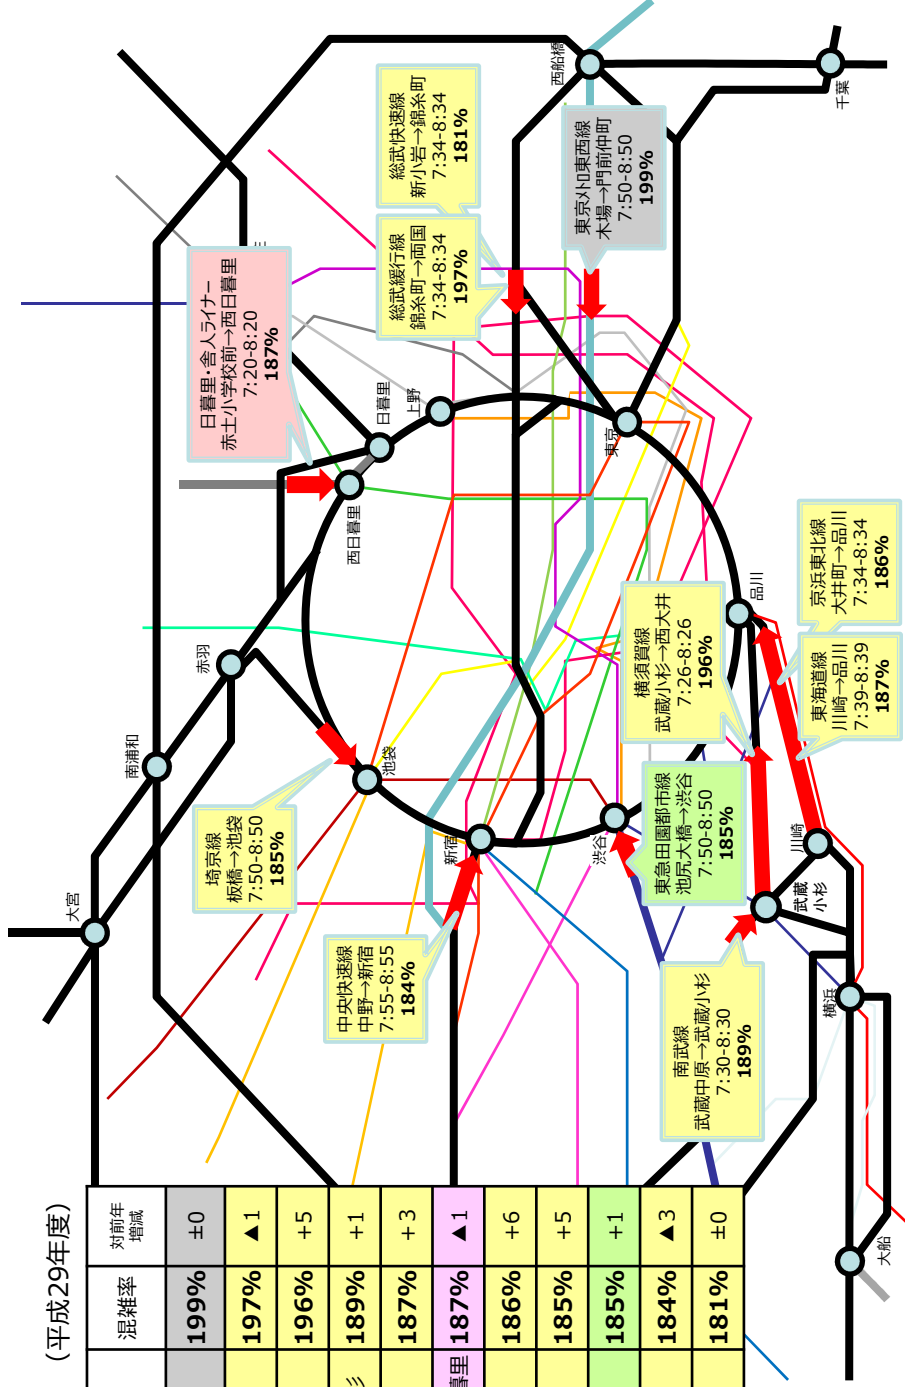 (平成29年度)
混雑率
対前年
増減
199%
±0
197%
▲1
196%
+5
189%
+1
187%
+3
暮里
187%
▲1
186%
+6
185%
+5
185%
+1
184%
▲3
181%
±0
大宮
南浦和
赤羽
埼京線
板橋→池袋
7:50-8:50
185%
池袋
中央快速線
中野→新宿
7:55-8:55
184%
新宿
渋谷
東急田園都市線
池尻大橋→渋谷
7:50-8:50
185%
南武線
武蔵中原→武蔵小杉
7:30-8:30
189%
武蔵
小杉
川崎
横浜
大船
横須賀線
武蔵小杉→西大井
7:26-8:26
196%
東海道線
川崎→品川
7:39-8:39
187%
京浜東北線
大井町→品川
7:34-8:34
186%
品川
西日暮里
日暮里
上野
東京
日暮里・舎人ライナー
赤土小学校前→西日暮里
7:20-8:20
187%
総武緩行線
錦糸町→両国
7:34-8:34
197%
総武快速線
新小岩→錦糸町
7:34-8:34
181%
東京メトロ東西線
木場→門前仲町
7:50-8:50
199%
西船橋
千葉